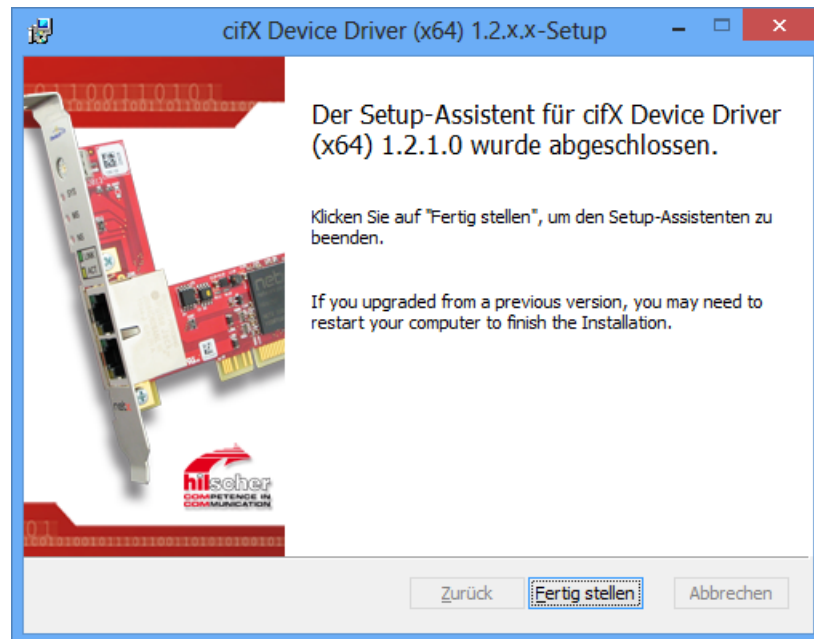 cifX Device Driver (x64) 1.2.x.x-Setup
Der Setup-Assistent für cifX Device Driver
(x64) 1.2.1.0 wurde abgeschlossen.
Klicken Sie auf "Fertig stellen", um den Setup-Assistenten zu
beenden.
If you upgraded from a previous version, you may need to
restart your computer to finish the Installation.
SYS
LINK
ACT
hilscher
COMPETENCE IN
COMMUNICATION
Zurück
Fertig stellen
Abbrechen